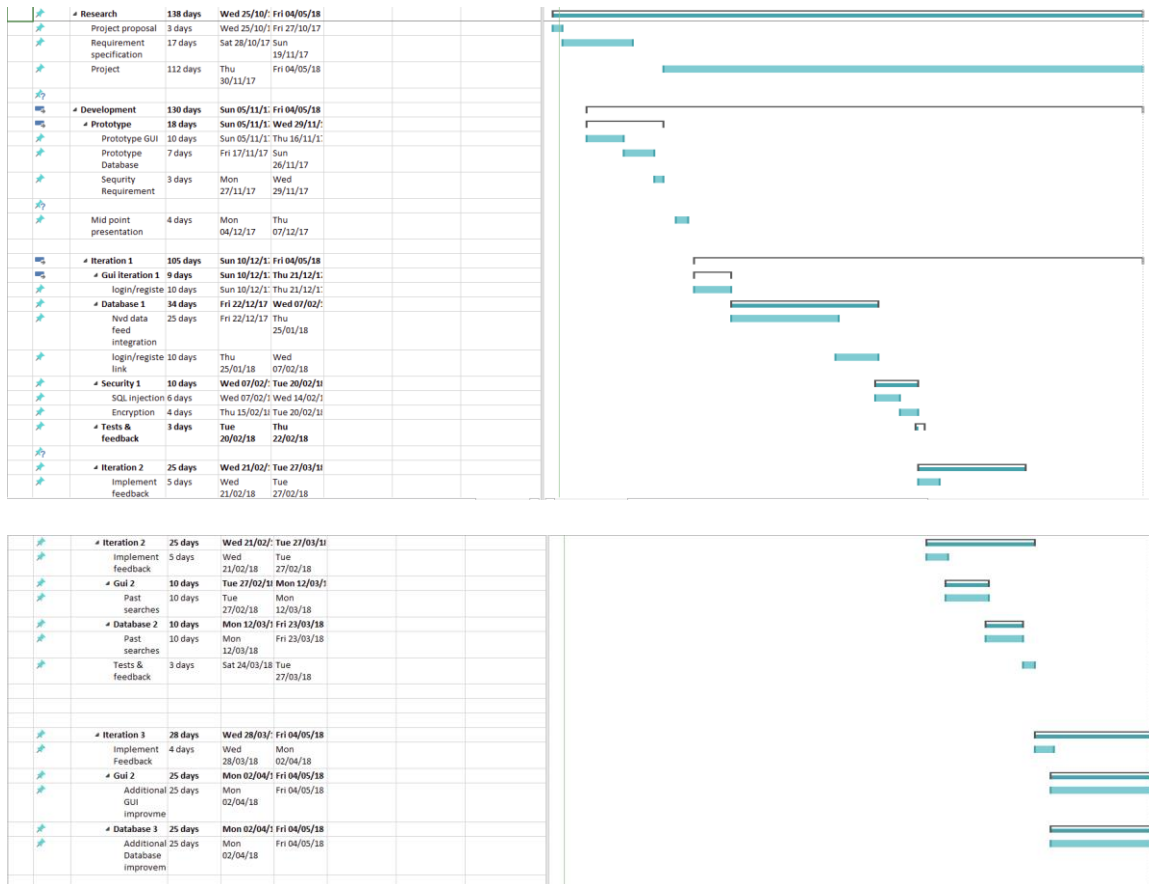 Research 138 days Wed 25/10/ Fri 04/05/18
Project proposal 3 days Wed 25/10/1 Fri 27/10/17
Requirement 17 days Sat 28/10/17 Sun
specification 19/11/17
Project 112 days Thu Fri 04/05/18
30/11/17
Development 130 days Sun 05/11/1 Fri 04/05/18
Prototype 18 days Sun 05/11/1 Wed 29/11/
Prototype GUI 10 days Sun 05/11/1 Thu 16/11/1
Prototype 7 days Fri 17/11/17 Sun
Database 26/11/17
Sequrity 3 days Mon Wed
Requirement 27/11/17 29/11/17
Mid point 4 days Mon Thu
presentation 04/12/17 07/12/17
Iteration 1 105 days Sun 10/12/1 Fri 04/05/18
Gui iteration 1 9 days Sun 10/12/1 Thu 21/12/1
login/registe 10 days Sun 10/12/1 Thu 21/12/1
Database 1 34 days Fri 22/12/17 Wed 07/02/
Nvd data 25 days Fri 22/12/17 Thu
feed 25/01/18
integration
login/registe 10 days Thu Wed
link 25/01/18 07/02/18
Security 1 10 days Wed 07/02/ Tue 20/02/18
SQL injection 6 days Wed 07/02/1 Wed 14/02/1
Encryption 4 days Thu 15/02/18 Tue 20/02/18
Tests & 3 days Tue Thu
feedback 20/02/18 22/02/18
Iteration 2 25 days Wed 21/02/ Tue 27/03/18
Implement 5 days Wed Tue
feedback 21/02/18 27/02/18
Iteration 2 25 days Wed 21/02/ Tue 27/03/18
Implement 5 days Wed Tue
feedback 21/02/18 27/02/18
Gui 2 10 days Tue 27/02/18 Mon 12/03/1
Past 10 days Tue Mon
searches 27/02/18 12/03/18
Database 2 10 days Mon 12/03/1 Fri 23/03/18
Past 10 days Mon Fri 23/03/18
searches 12/03/18
Tests & 3 days Sat 24/03/18 Tue
feedback 27/03/18
Iteration 3 28 days Wed 28/03/ Fri 04/05/18
Implement 4 days Wed Mon
Feedback 28/03/18 02/04/18
Gui 2 25 days Mon 02/04/1 Fri 04/05/18
Additional 25 days Mon Fri 04/05/18
GUI 02/04/18
improvme
Database 3 25 days Mon 02/04/1 Fri 04/05/18
Additional 25 days Mon Fri 04/05/18
Database 02/04/18
improvem